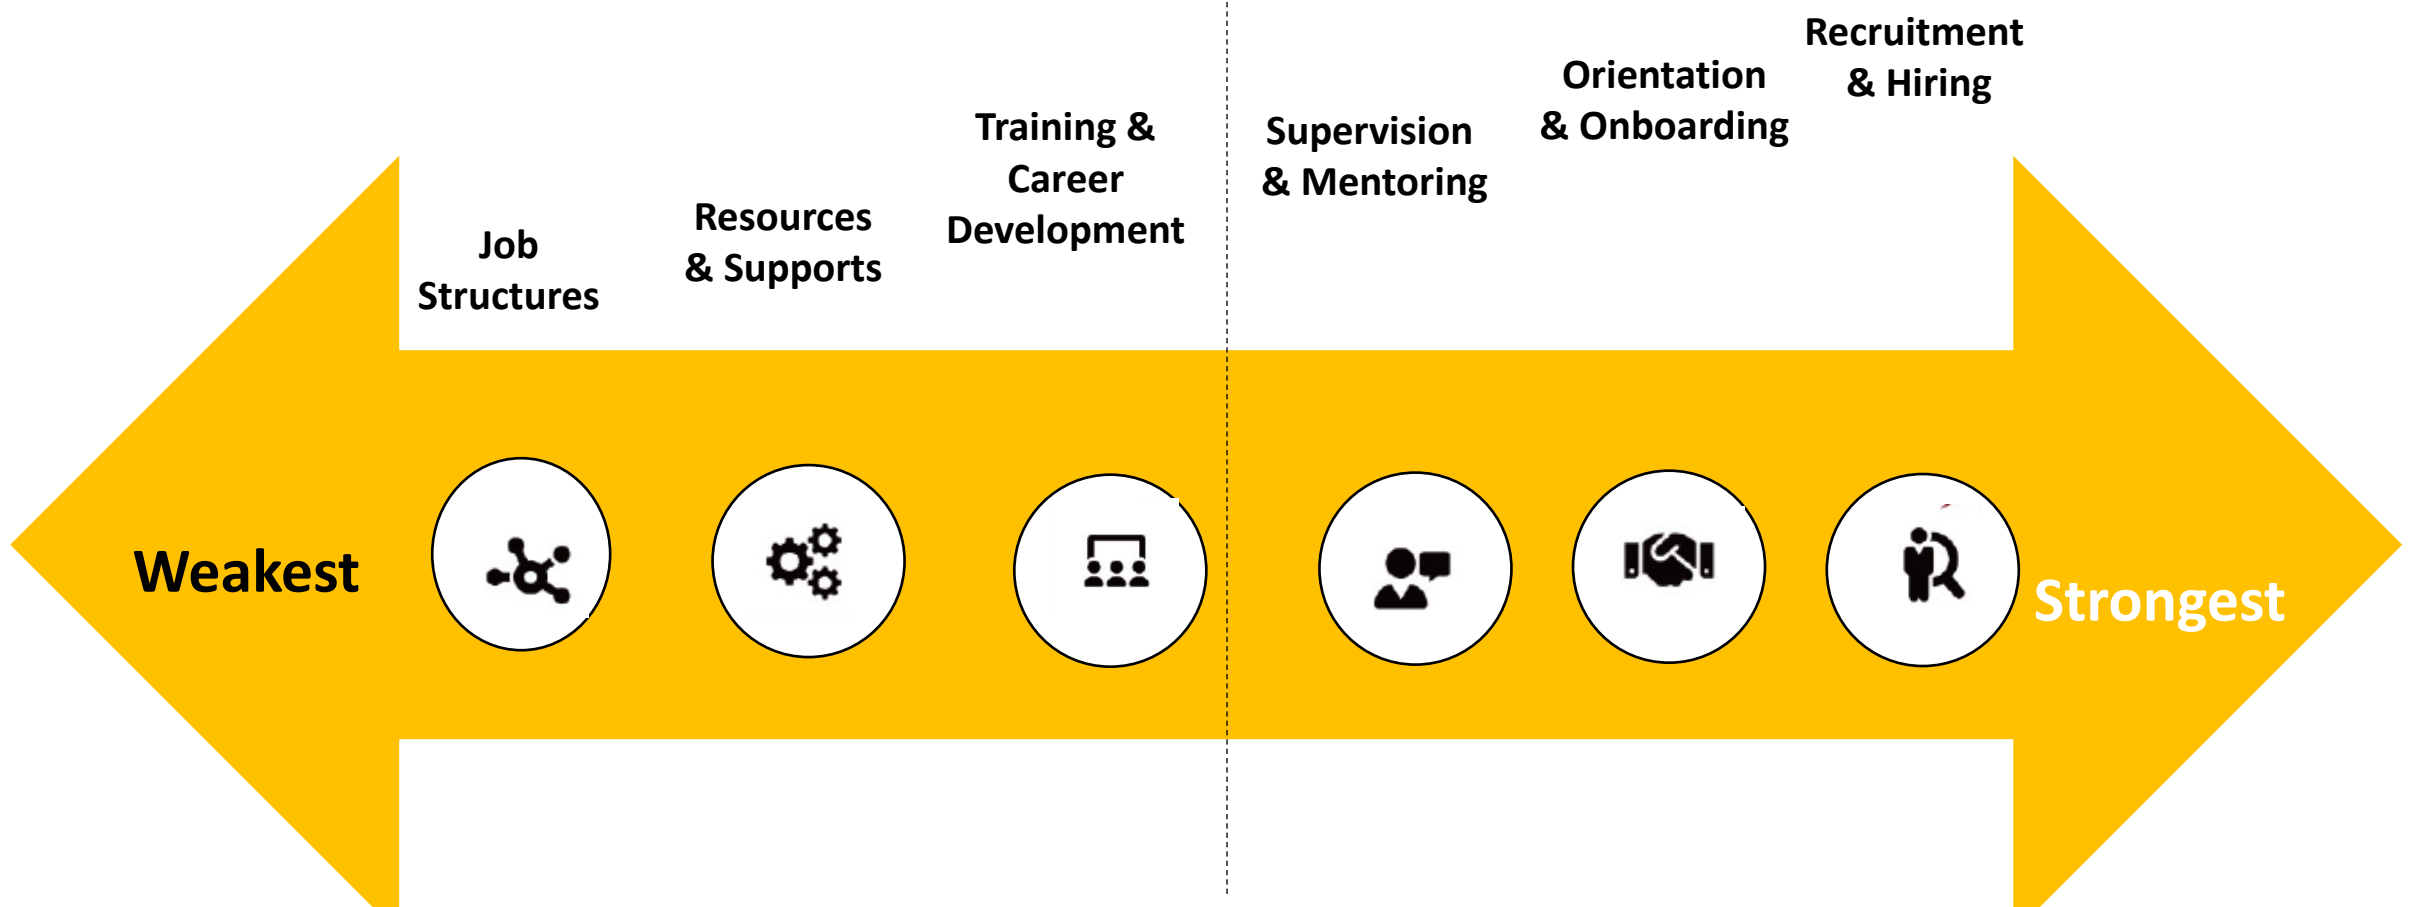 Job
Structures
Resources
& Supports
Training &
Career
Development
Supervision
& Mentoring
Orientation
& Onboarding
Recruitment
& Hiring
Weakest
Strongest